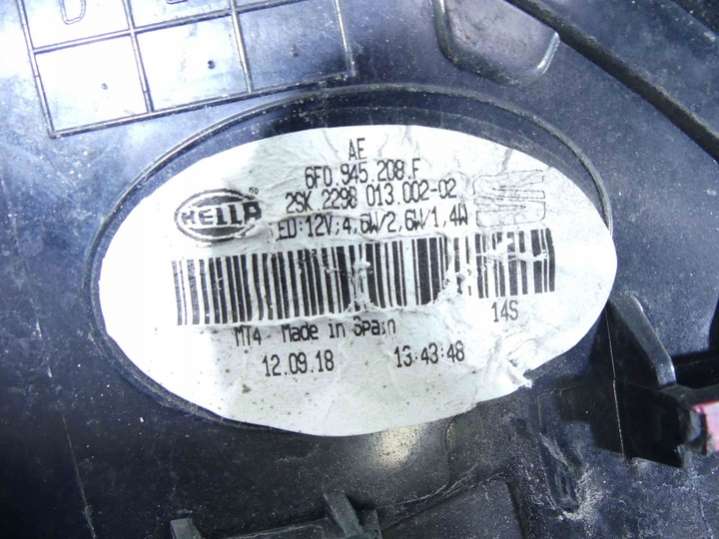 AE
6F0.945.208.F
2SK 2298 013.002-02
HELLA
LED:12V;4,6W/2,6W/1,4W
MT4 Made in Spain
14S
12.09.18 13:43:48